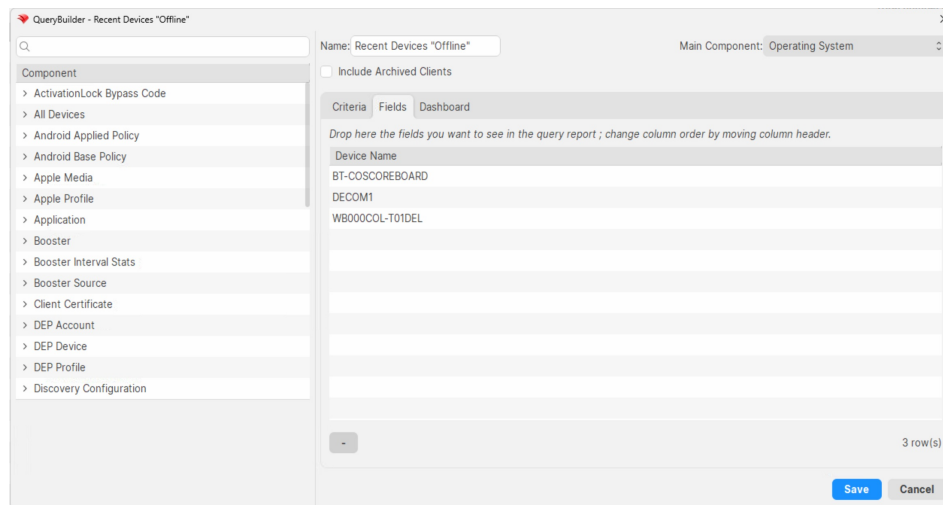 QueryBuilder - Recent Devices "Offline"
Name: Recent Devices "Offline"
Main Component: Operating System
Include Archived Clients
Component
ActivationLock Bypass Code
All Devices
Android Applied Policy
Android Base Policy
Apple Media
Apple Profile
Application
Booster
Booster Interval Stats
Booster Source
Client Certificate
DEP Account
DEP Device
DEP Profile
Discovery Configuration
Criteria Fields Dashboard
Drop here the fields you want to see in the query report ; change column order by moving column header.
Device Name
BT-COSCOREBOARD
DECOM1
WB000COL-T01DEL
-
3 row(s)
Save Cancel